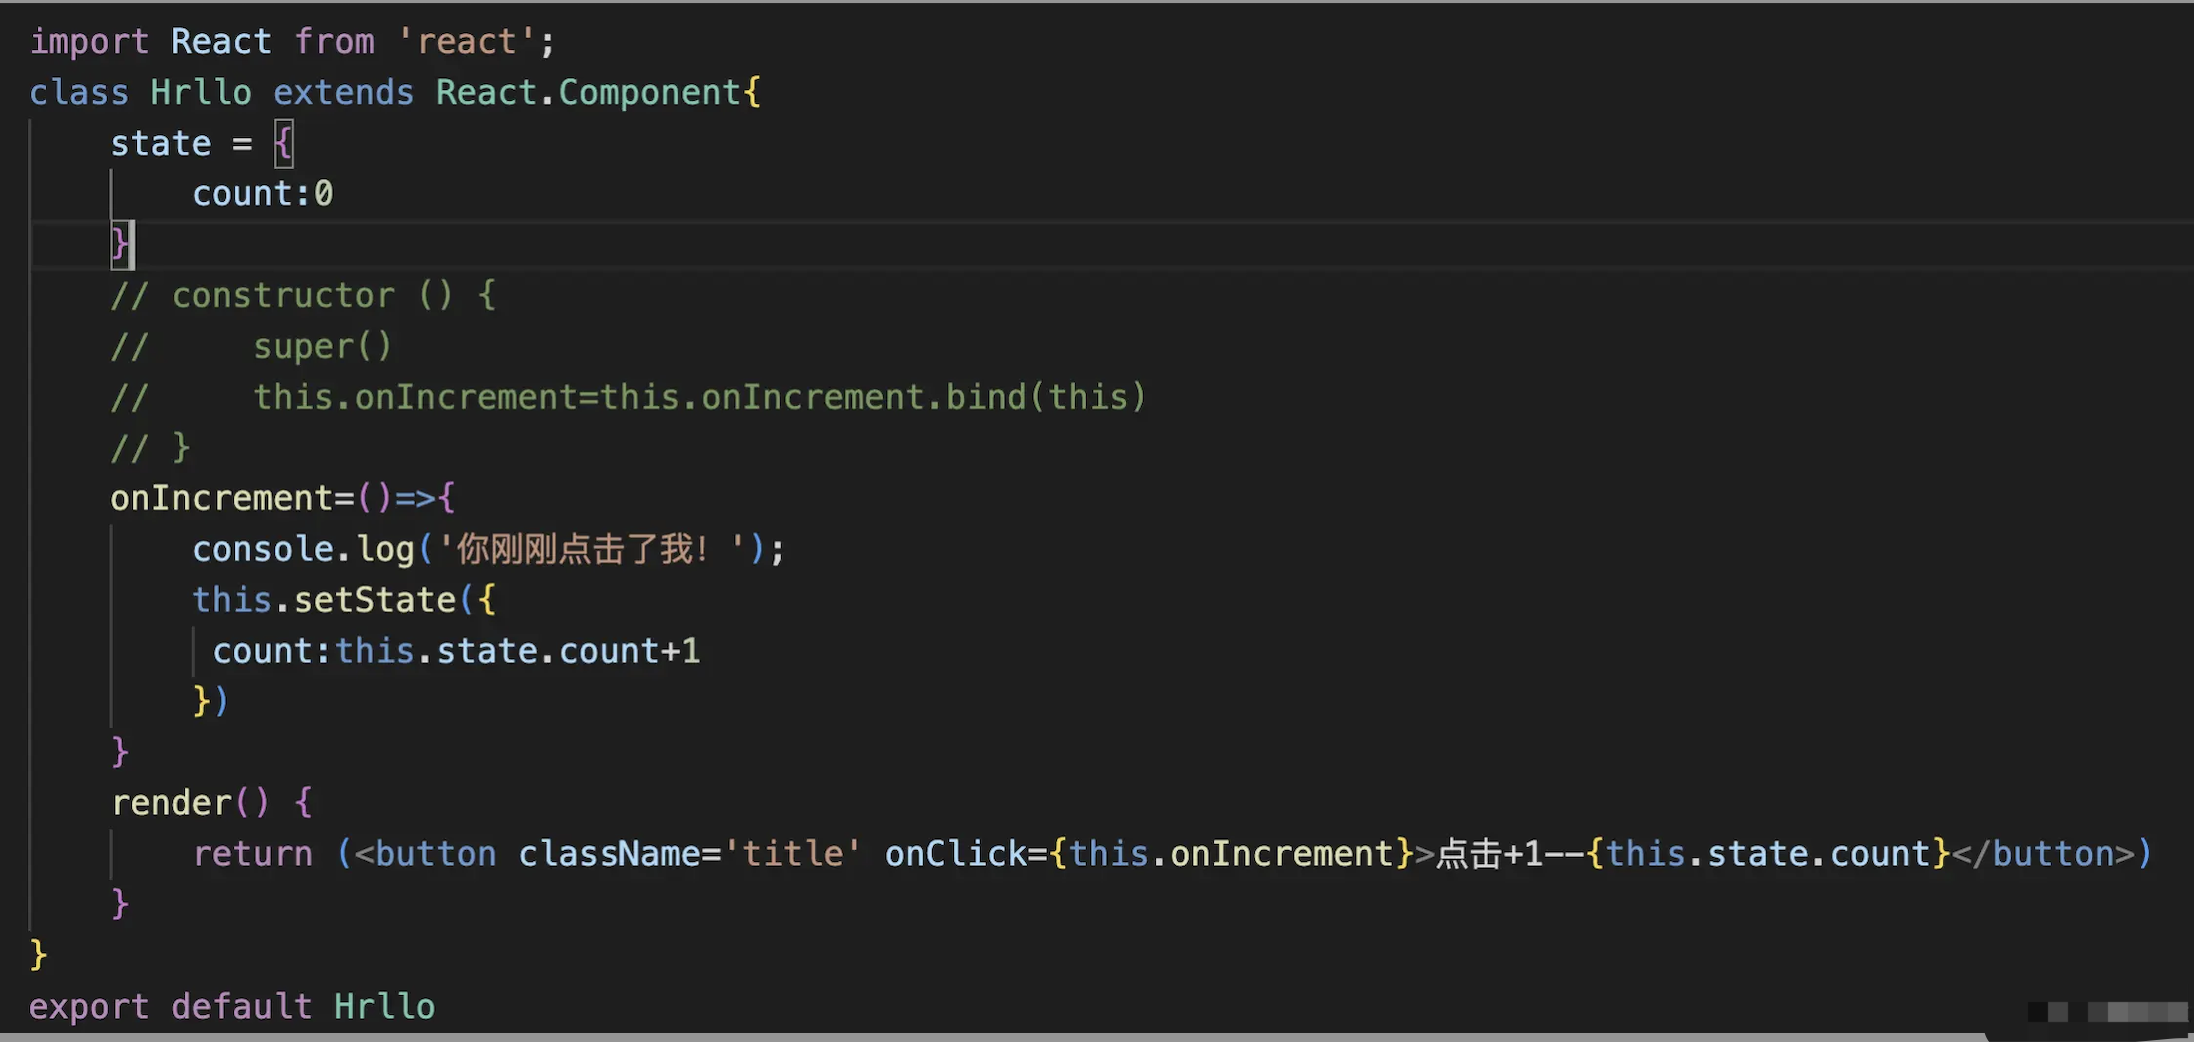 import React from 'react';
class Hrllo extends React.Component{
    state = {
        count:0
    }
    // constructor () {
    //     super()
    //     this.onIncrement=this.onIncrement.bind(this)
    // }
    onIncrement=()=>{
        console.log('你刚刚点击了我！');
        this.setState({
         count:this.state.count+1
        })
    }
    render() {
        return (<button className='title' onClick={this.onIncrement}>点击+1--{this.state.count}</button>)
    }
}
export default Hrllo